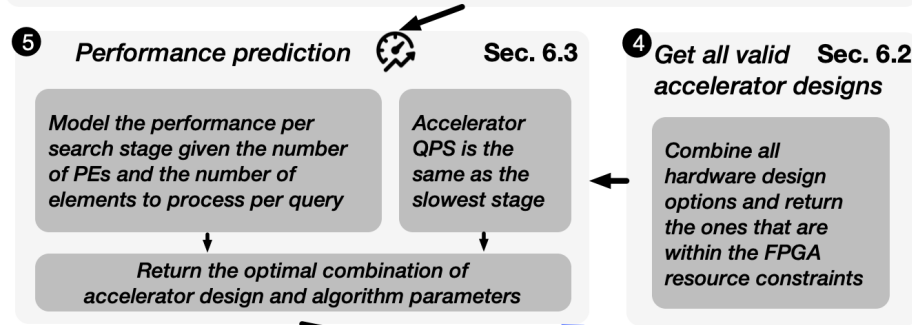 5 Performance prediction Sec. 6.3
Model the performance per
search stage given the number
of PEs and the number of
elements to process per query
Accelerator
QPS is the
same as the
slowest stage
Return the optimal combination of
accelerator design and algorithm parameters
4 Get all valid Sec. 6.2
accelerator designs
Combine all
hardware design
options and return
the ones that are
within the FPGA
resource constraints